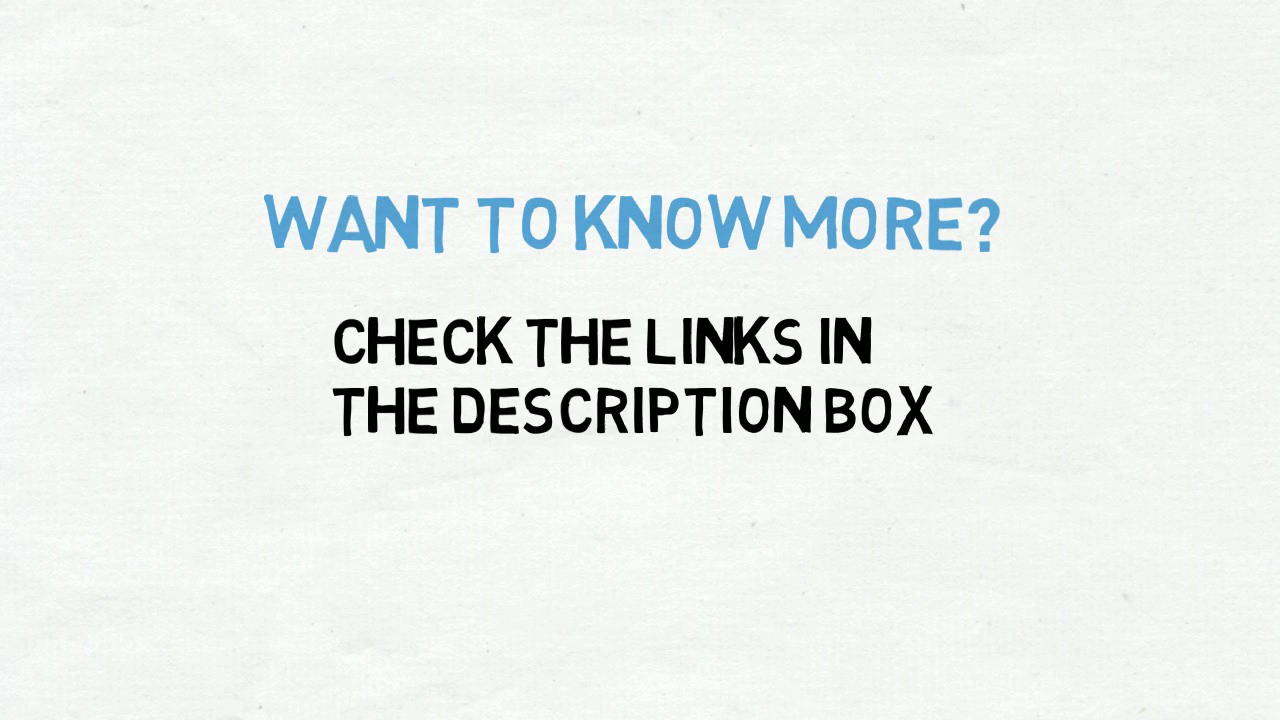 WANT TO KNOW MORE?
CHECK THE LINKS IN
THE DESCRIPTION BOX